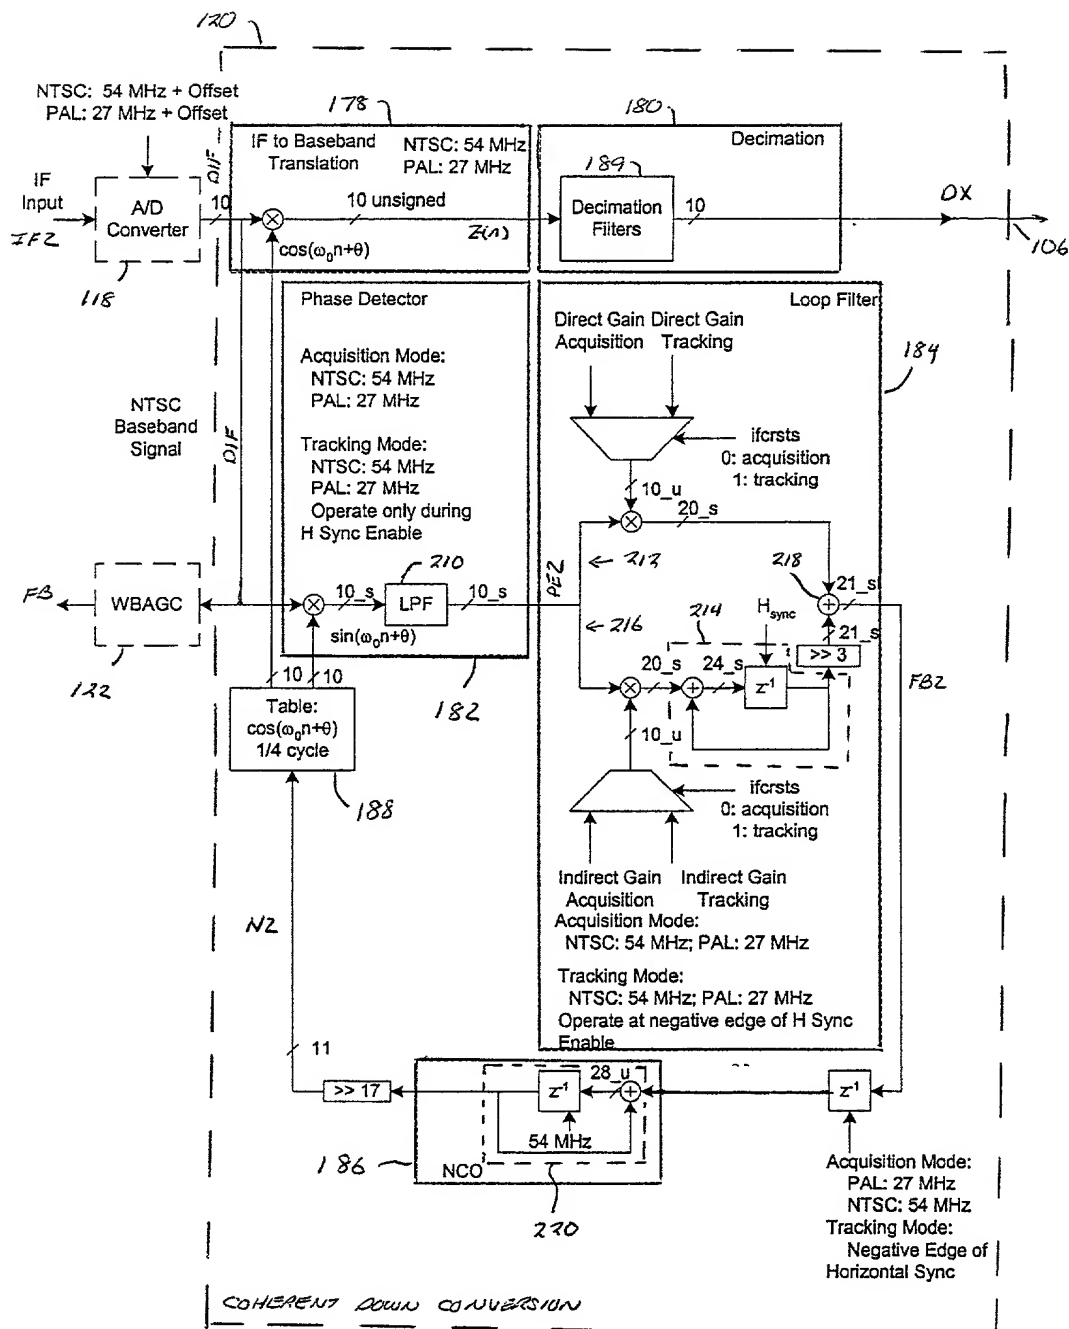 120
NTSC: 54 MHz + Offset
PAL: 27 MHz + Offset
178
180
IF to Baseband
Translation
NTSC: 54 MHz
PAL: 27 MHz
Decimation
189
IF
Input
IF2
A/D
Converter
118
DIF
10
10 unsigned
Z(n)
cos(ω₀n+θ)
Decimation
Filters
10
OX
106
Phase Detector
Acquisition Mode:
NTSC: 54 MHz
PAL: 27 MHz
Tracking Mode:
NTSC: 54 MHz
PAL: 27 MHz
Operate only during
H Sync Enable
NTSC
Baseband
Signal
DIF
Loop Filter
184
Direct Gain
Acquisition
Direct Gain
Tracking
ifcrsts
0: acquisition
1: tracking
10_u
20_s
FB
WBAGC
122
10_s
210
LPF
10_s
sin(ω₀n+θ)
182
PE2
212
216
218
21_s
21_s
>> 3
FB2
214
Hsync
20_s
24_s
z⁻¹
10_u
10
10
Table:
cos(ω₀n+θ)
1/4 cycle
188
ifcrsts
0: acquisition
1: tracking
Indirect Gain
Acquisition
Indirect Gain
Tracking
Acquisition Mode:
NTSC: 54 MHz; PAL: 27 MHz
Tracking Mode:
NTSC: 54 MHz; PAL: 27 MHz
Operate at negative edge of H Sync
Enable
N2
11
>> 17
z⁻¹
28_u
54 MHz
NCO
186
220
z⁻¹
Acquisition Mode:
PAL: 27 MHz
NTSC: 54 MHz
Tracking Mode:
Negative Edge of
Horizontal Sync
COHERENT DOWN CONVERSION